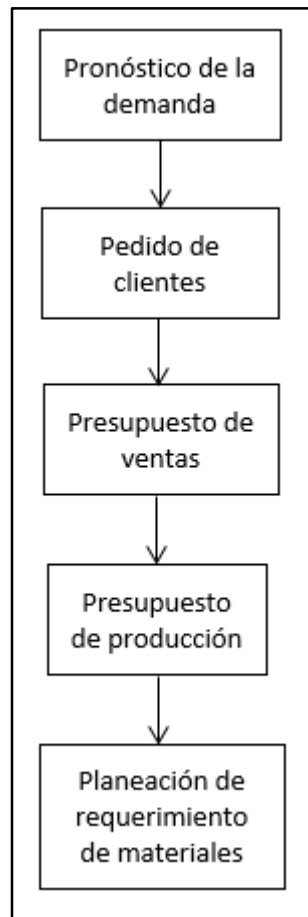 Pronóstico de la
demanda
Pedido de
clientes
Presupuesto de
ventas
Presupuesto
de producción
Planeación de
requerimiento
de materiales